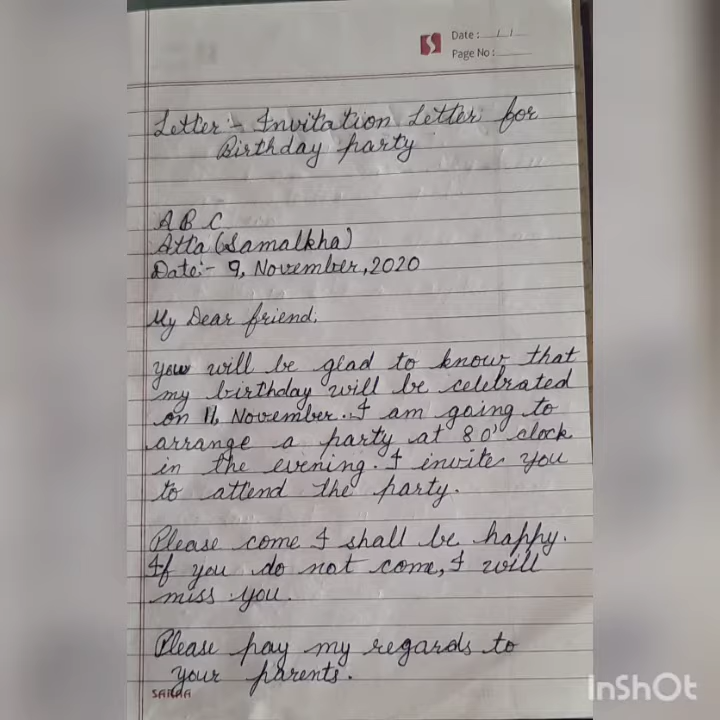 Date : / /
Page No :
Letter:- Invitation Letter for
Birthday party
A B C
Atta (Samalkha)
Date:- 9, November, 2020
My Dear friend,
you will be glad to know that
my birthday will be celebrated
on 11, November. I am going to
arrange a party at 8 O'clock
in the evening. I invite you
to attend the party.
Please come I shall be happy.
If you do not come, I will
miss you.
Please pay my regards to
your parents.
InShOt